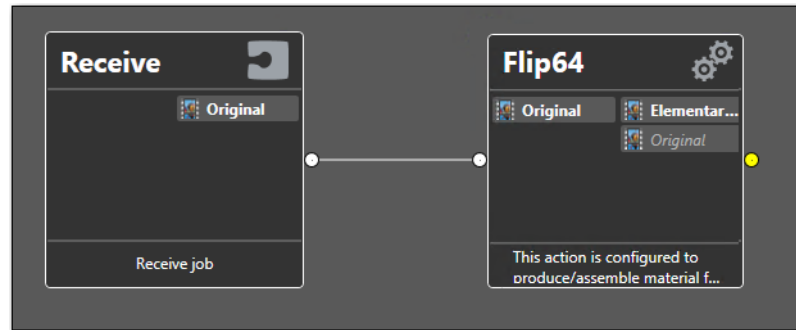 Receive
Original
Receive job
Flip64
Original
Elementar...
Original
This action is configured to
produce/assemble material f...